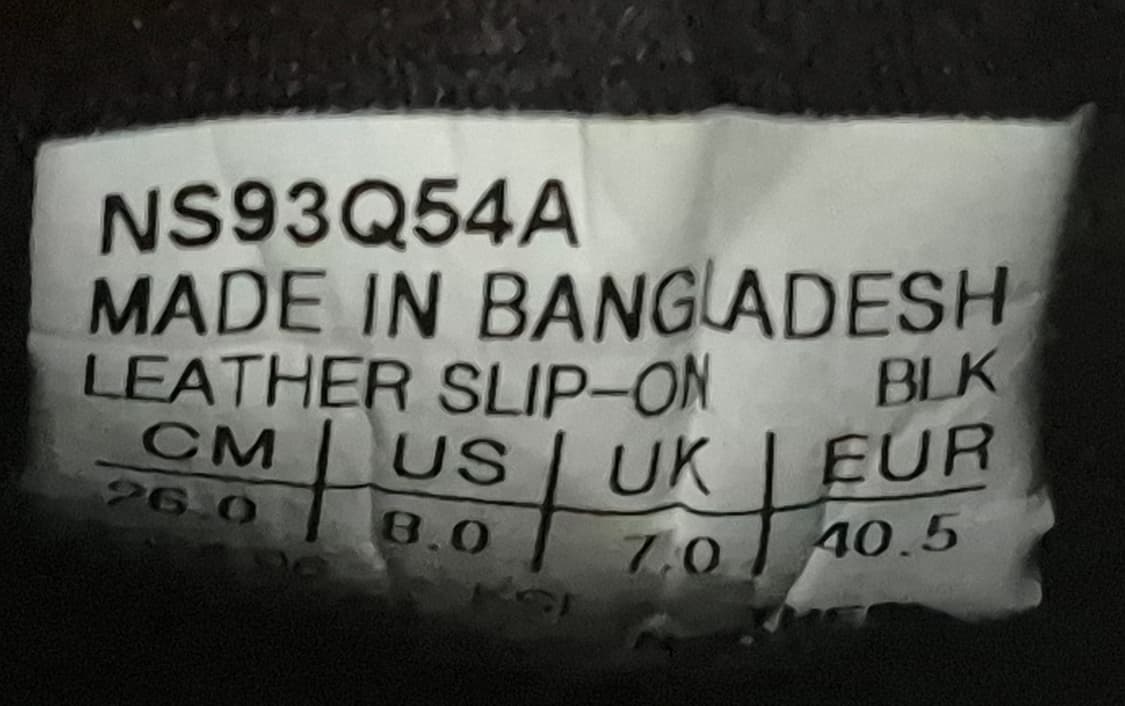 NS93Q54A
MADE IN BANGLADESH
LEATHER SLIP-ON BLK
CM US UK EUR
26.0 8.0 7.0 40.5